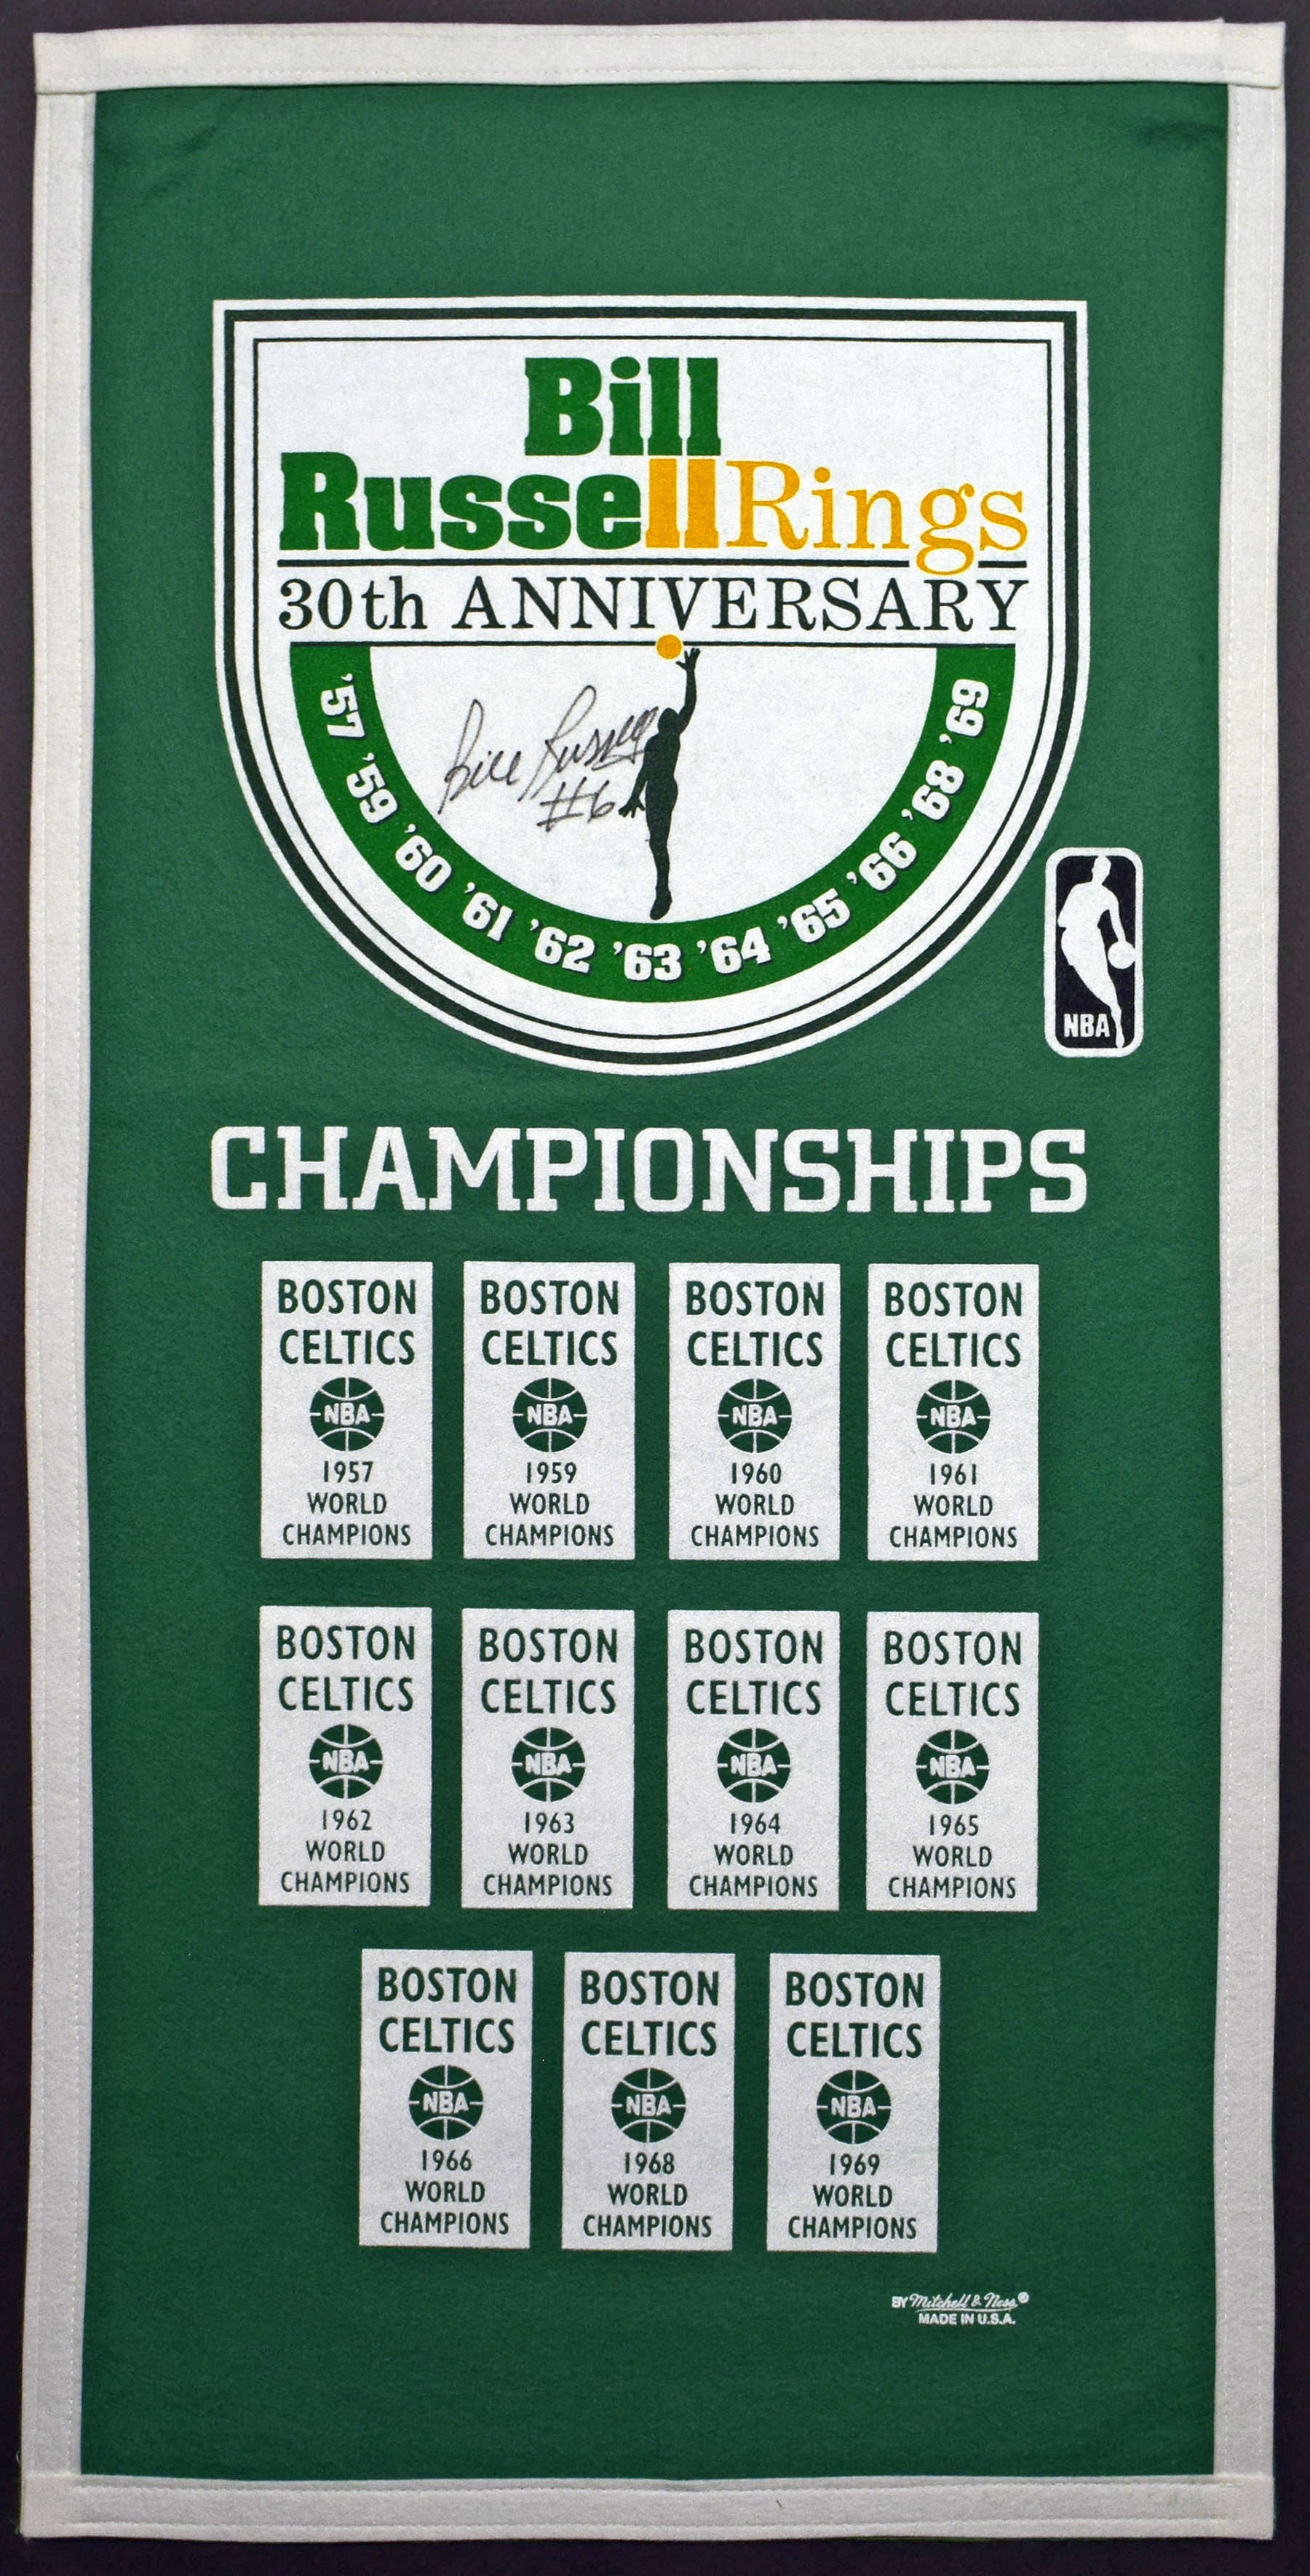 Bill
Russell Rings
30th ANNIVERSARY
'57 '59 '60 '61 '62 '63 '64 '65 '66 '68 '69
Bill Russell
#6
NBA
CHAMPIONSHIPS
BOSTON
CELTICS
NBA
1957
WORLD
CHAMPIONS
BOSTON
CELTICS
NBA
1959
WORLD
CHAMPIONS
BOSTON
CELTICS
NBA
1960
WORLD
CHAMPIONS
BOSTON
CELTICS
NBA
1961
WORLD
CHAMPIONS
BOSTON
CELTICS
NBA
1962
WORLD
CHAMPIONS
BOSTON
CELTICS
NBA
1963
WORLD
CHAMPIONS
BOSTON
CELTICS
NBA
1964
WORLD
CHAMPIONS
BOSTON
CELTICS
NBA
1965
WORLD
CHAMPIONS
BOSTON
CELTICS
NBA
1966
WORLD
CHAMPIONS
BOSTON
CELTICS
NBA
1968
WORLD
CHAMPIONS
BOSTON
CELTICS
NBA
1969
WORLD
CHAMPIONS
BY Mitchell & Ness®
MADE IN U.S.A.